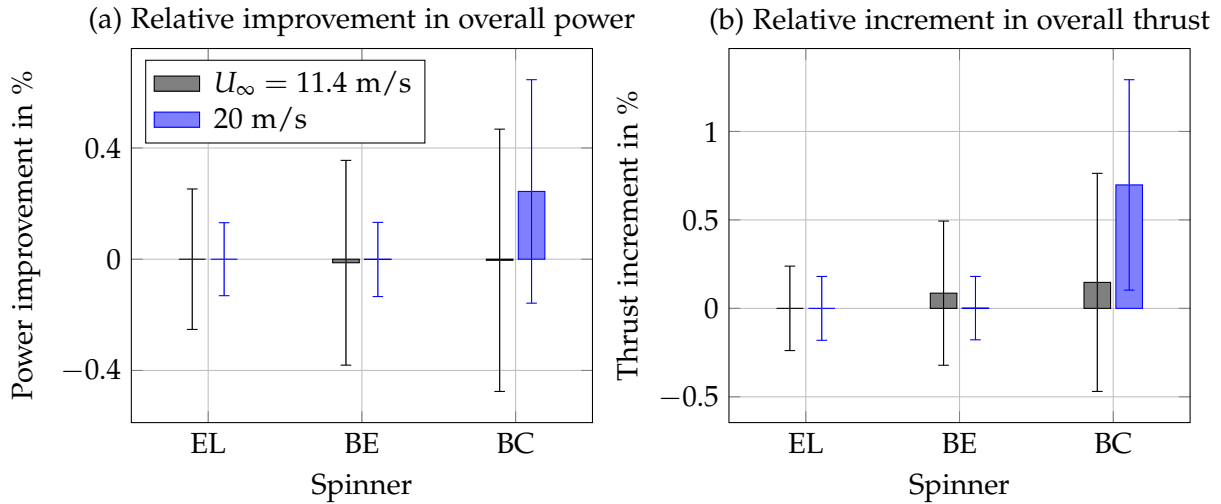 (a) Relative improvement in overall power
Power improvement in %
0.4
0
−0.4
U∞ = 11.4 m/s
20 m/s
EL
BE
BC
Spinner
(b) Relative increment in overall thrust
Thrust increment in %
1
0.5
0
−0.5
EL
BE
BC
Spinner